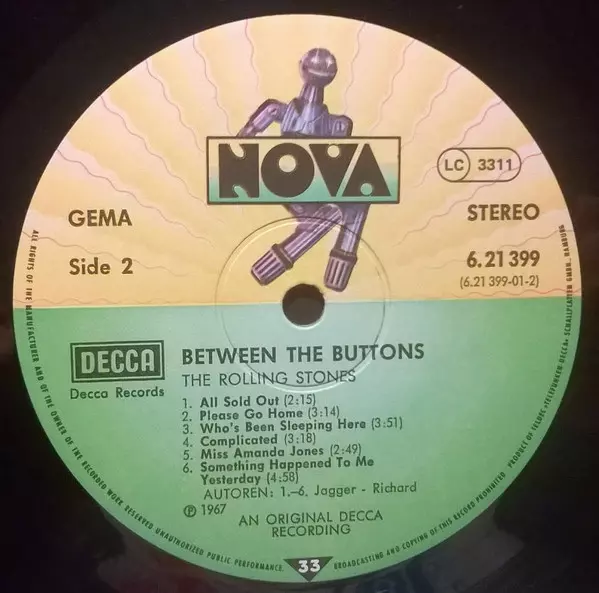 NOVA
LC 3311
GEMA
STEREO
Side 2
6.21 399
(6.21 399-01-2)
DECCA
Decca Records
BETWEEN THE BUTTONS
THE ROLLING STONES
1. All Sold Out (2:15)
2. Please Go Home (3:14)
3. Who's Been Sleeping Here (3:51)
4. Complicated (3:18)
5. Miss Amanda Jones (2:49)
6. Something Happened To Me
Yesterday (4:58)
AUTOREN: 1.–6. Jagger - Richard
℗ 1967
AN ORIGINAL DECCA
RECORDING
33
ALL RIGHTS OF THE MANUFACTURER AND OF THE OWNER OF THE RECORDED WORK RESERVED UNAUTHORIZED PUBLIC PERFORMANCE. BROADCASTING AND COPYING OF THIS RECORD PROHIBITED PRODUCT OF TELDEC »TELEFUNKEN-DECCA« SCHALLPLATTEN GMBH, HAMBURG